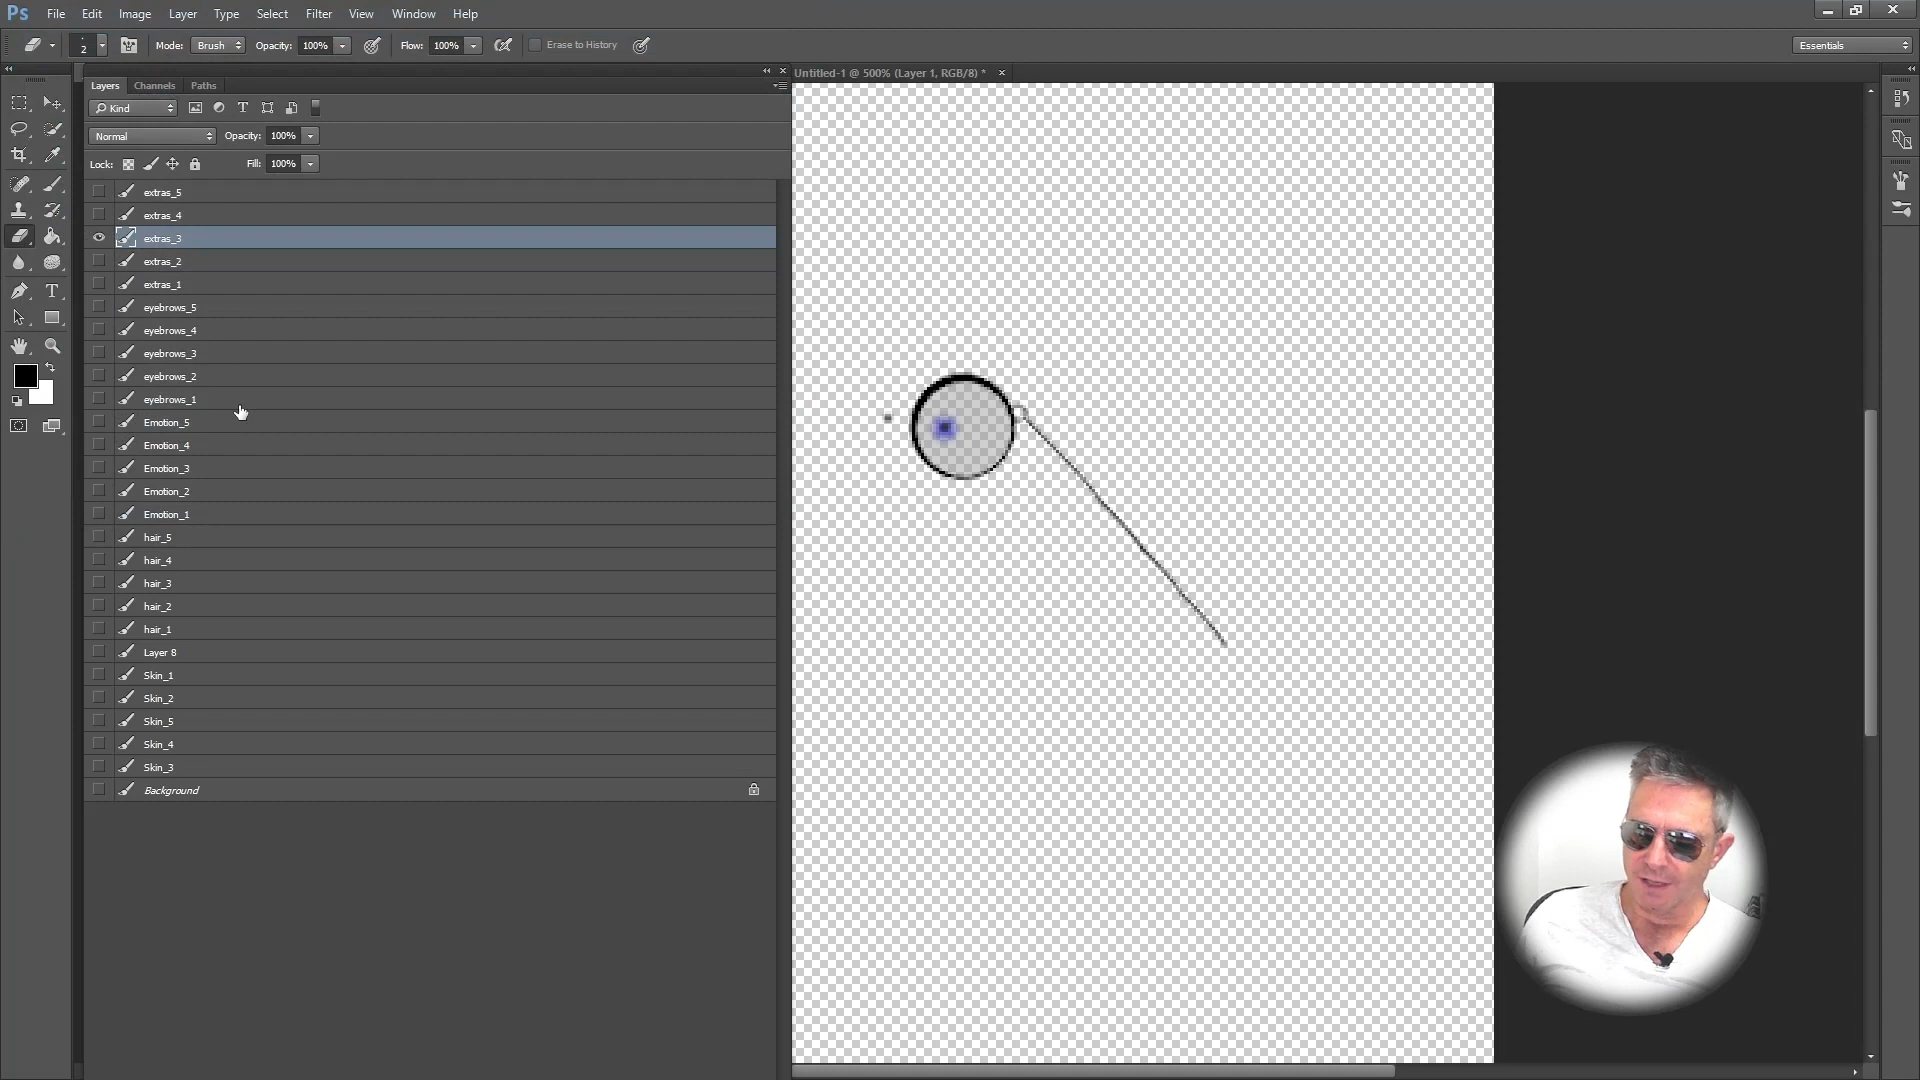 Ps File Edit Image Layer Type Select Filter View Window Help
2 Mode: Brush Opacity: 100% Flow: 100% Erase to History Essentials
Untitled-1 @ 500% (Layer 1, RGB/8) *
Layers Channels Paths
Kind
Normal Opacity: 100%
Lock: Fill: 100%
extras_5
extras_4
extras_3
extras_2
extras_1
eyebrows_5
eyebrows_4
eyebrows_3
eyebrows_2
eyebrows_1
Emotion_5
Emotion_4
Emotion_3
Emotion_2
Emotion_1
hair_5
hair_4
hair_3
hair_2
hair_1
Layer 8
Skin_1
Skin_2
Skin_5
Skin_4
Skin_3
Background